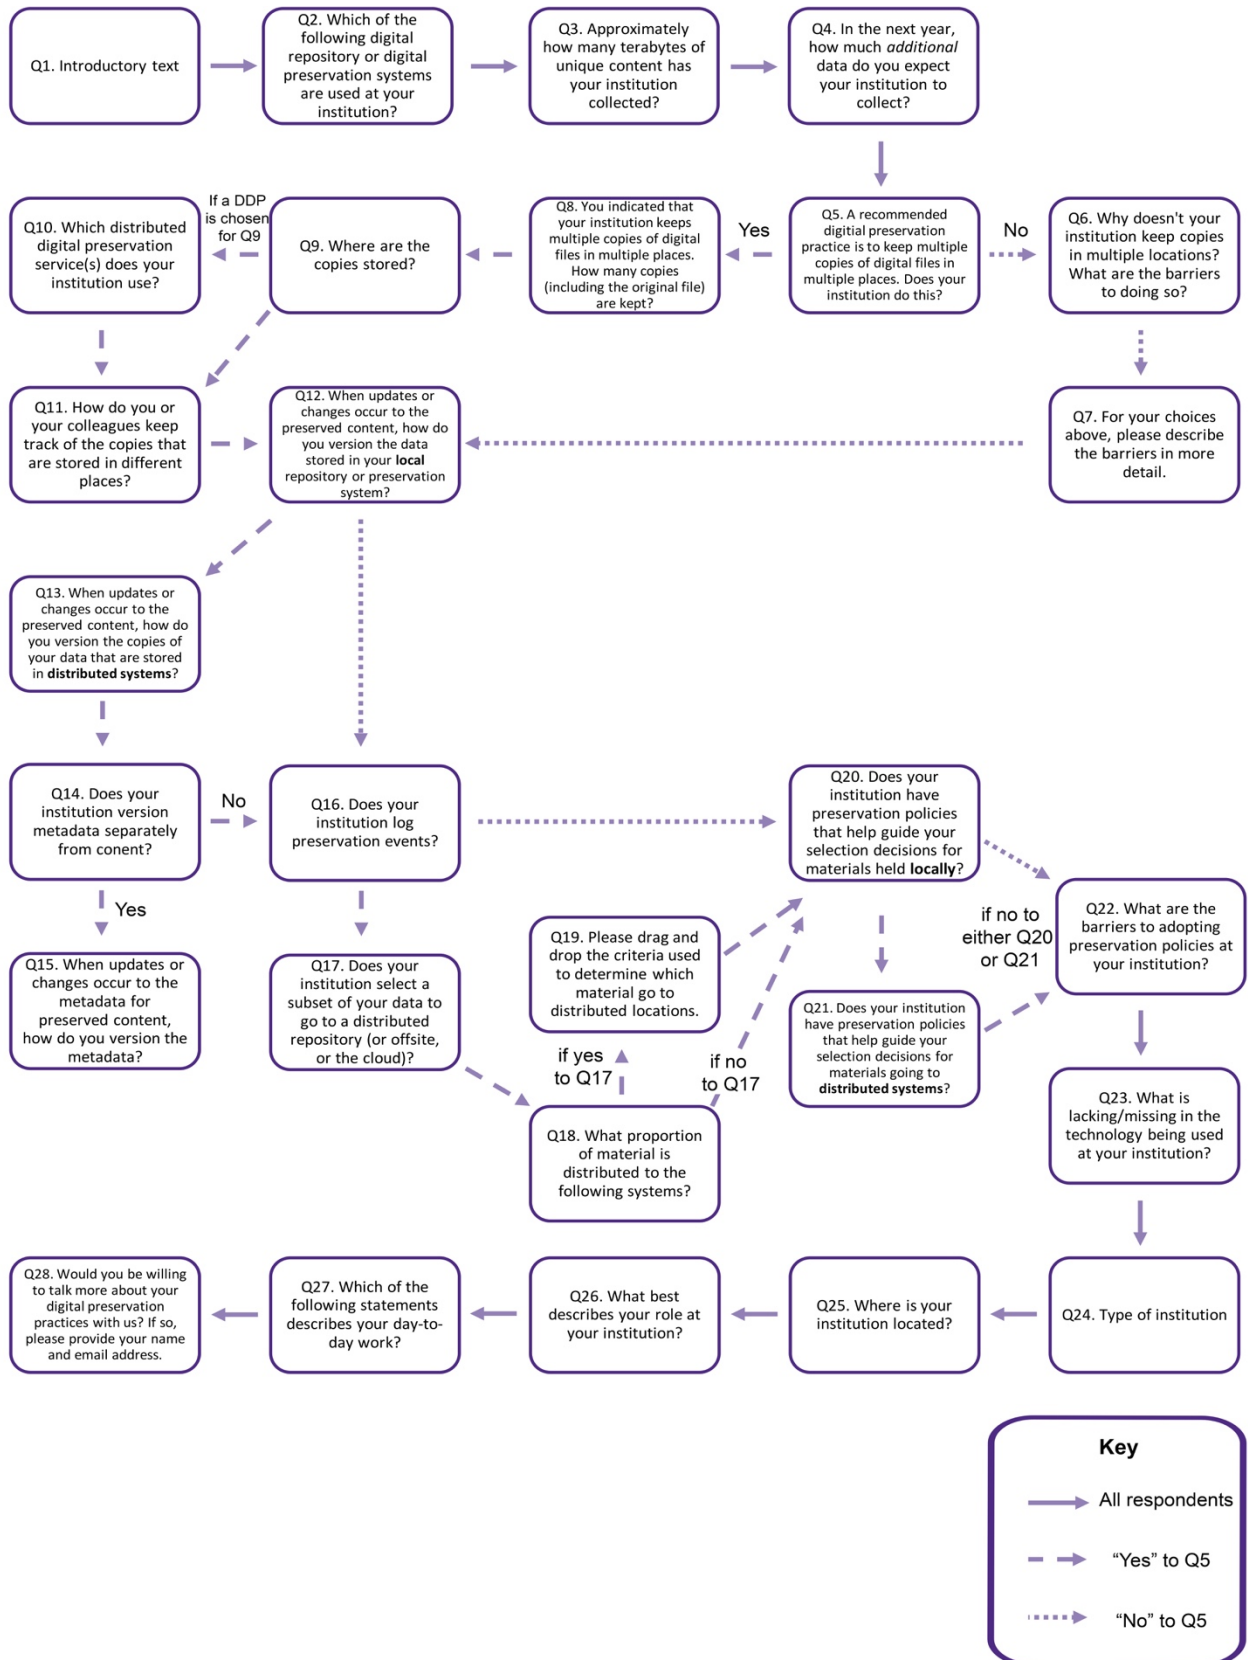 Q1. Introductory text
Q2. Which of the
following digital
repository or digital
preservation systems
are used at your
institution?
Q3. Approximately
how many terabytes of
unique content has
your institution
collected?
Q4. In the next year,
how much additional
data do you expect
your institution to
collect?
Q10. Which distributed
digital preservation
service(s) does your
institution use?
If a DDP
is chosen
for Q9
Q9. Where are the
copies stored?
Q8. You indicated that
your institution keeps
multiple copies of digital
files in multiple places.
How many copies
(including the original file)
are kept?
Yes
Q5. A recommended
digitial preservation
practice is to keep multiple
copies of digital files in
multiple places. Does your
institution do this?
No
Q6. Why doesn't your
institution keep copies
in multiple locations?
What are the barriers
to doing so?
Q11. How do you or
your colleagues keep
track of the copies that
are stored in different
places?
Q12. When updates or
changes occur to the
preserved content, how do
you version the data
stored in your local
repository or preservation
system?
Q7. For your choices
above, please describe
the barriers in more
detail.
Q13. When updates or
changes occur to the
preserved content, how do
you version the copies of
your data that are stored
in distributed systems?
Q14. Does your
institution version
metadata separately
from conent?
No
Q16. Does your
institution log
preservation events?
Q20. Does your
institution have
preservation policies
that help guide your
selection decisions for
materials held locally?
Yes
Q15. When updates or
changes occur to the
metadata for
preserved content,
how do you version the
metadata?
Q17. Does your
institution select a
subset of your data to
go to a distributed
repository (or offsite,
or the cloud)?
Q19. Please drag and
drop the criteria used
to determine which
material go to
distributed locations.
if no to
either Q20
or Q21
Q22. What are the
barriers to adopting
preservation policies at
your institution?
if yes
to Q17
if no
to Q17
Q21. Does your institution
have preservation policies
that help guide your
selection decisions for
materials going to
distributed systems?
Q18. What proportion
of material is
distributed to the
following systems?
Q23. What is
lacking/missing in the
technology being used
at your institution?
Q28. Would you be willing
to talk more about your
digital preservation
practices with us? If so,
please provide your name
and email address.
Q27. Which of the
following statements
describes your day-to-
day work?
Q26. What best
describes your role at
your institution?
Q25. Where is your
institution located?
Q24. Type of institution
Key
All respondents
“Yes” to Q5
“No” to Q5